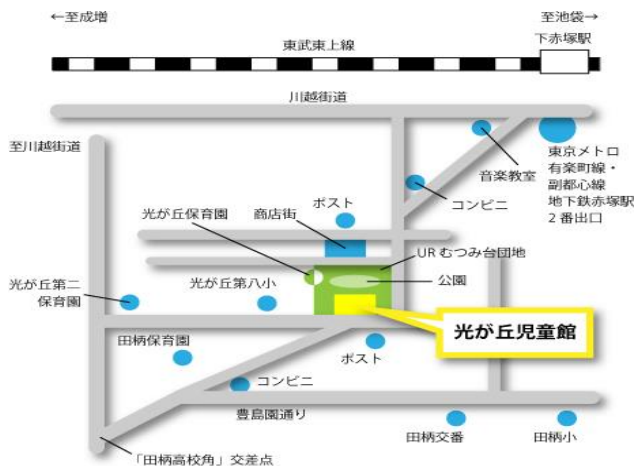 ←至成増
至池袋→
東武東上線
下赤塚駅
川越街道
至川越街道
音楽教室
東京メトロ
有楽町線・
副都心線
地下鉄赤塚駅
2番出口
コンビニ
ポスト
光が丘保育園
商店街
URむつみ台団地
光が丘第二
保育園
光が丘第八小
公園
光が丘児童館
田柄保育園
ポスト
コンビニ
豊島園通り
田柄交番
田柄小
「田柄高校角」交差点